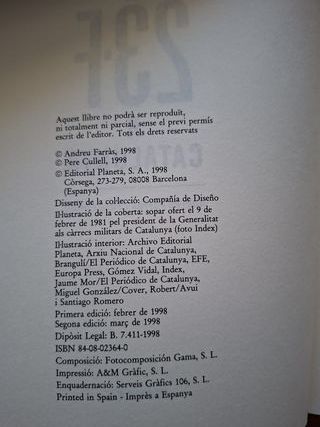 Aquest llibre no podrà ser reproduït,
ni totalment ni parcial, sense el previ permís
escrit de l'editor. Tots els drets reservats
© Andreu Farràs, 1998
© Pere Cullell, 1998
© Editorial Planeta, S. A., 1998
Còrsega, 273-279, 08008 Barcelona
(Espanya)
Disseny de la col·lecció: Compañía de Diseño
Il·lustració de la coberta: sopar ofert el 9 de
febrer de 1981 pel president de la Generalitat
als càrrecs militars de Catalunya (foto Index)
Il·lustració interior: Archivo Editorial
Planeta, Arxiu Nacional de Catalunya,
Brangulí/El Periódico de Catalunya, EFE,
Europa Press, Gómez Vidal, Index,
Jaume Mor/El Periódico de Catalunya,
Miguel González/Cover, Robert/Avui
i Santiago Romero
Primera edició: febrer de 1998
Segona edició: març de 1998
Dipòsit Legal: B. 7.411-1998
ISBN 84-08-02364-0
Composició: Fotocomposición Gama, S. L.
Impressió: A&M Gràfic, S. L.
Enquadernació: Serveis Gràfics 106, S. L.
Printed in Spain - Imprès a Espanya